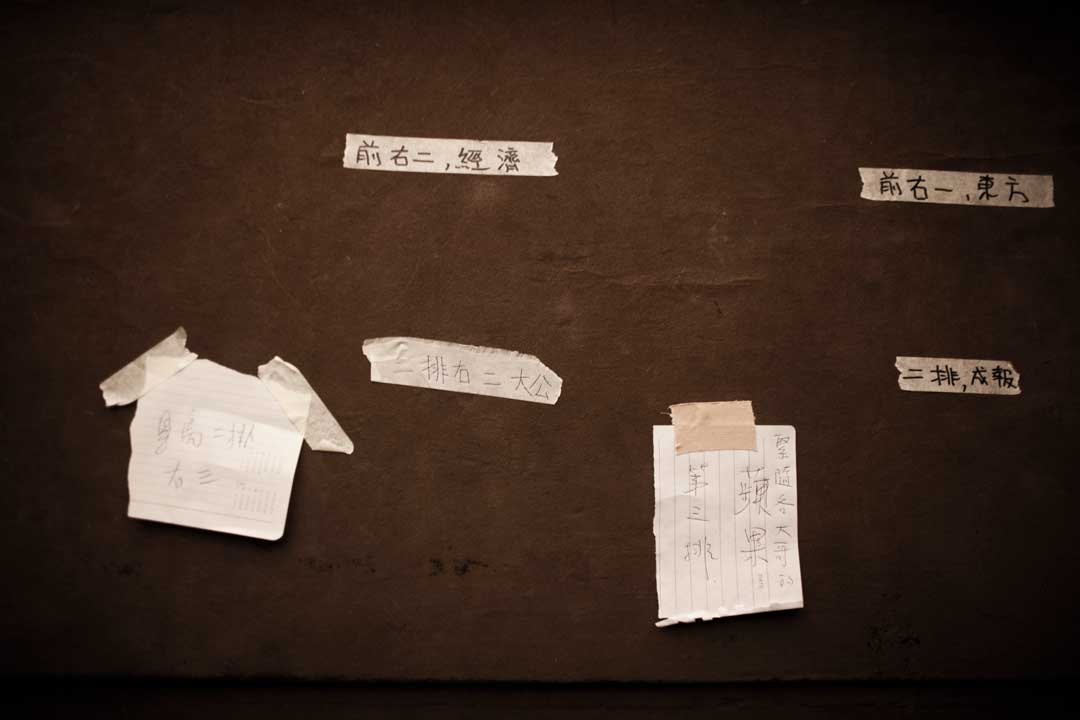 前右二,經濟
前右一,東方
二排右二大公
二排,成報
星島二排
右三
緊隨各大哥的
蘋果
第三排